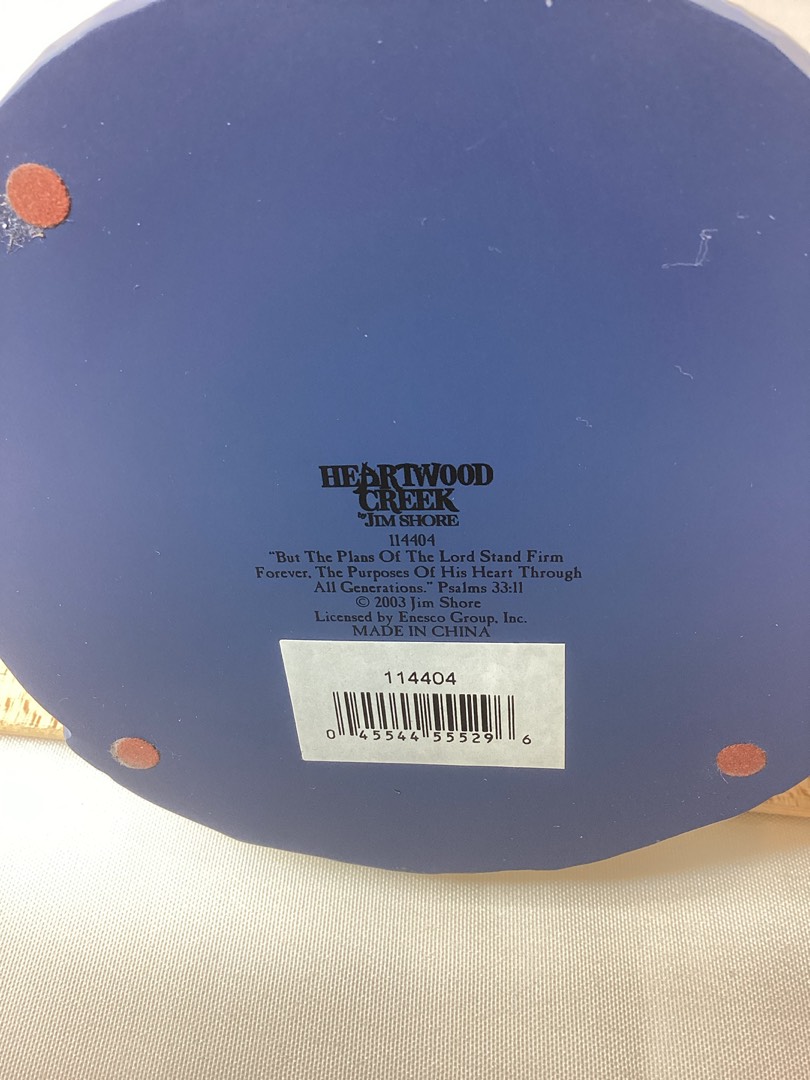 HEARTWOOD
CREEK
by JIM SHORE
114404
"But The Plans Of The Lord Stand Firm
Forever, The Purposes Of His Heart Through
All Generations." Psalms 33:11
© 2003 Jim Shore
Licensed by Enesco Group, Inc.
MADE IN CHINA
114404
0 45544 55529 6